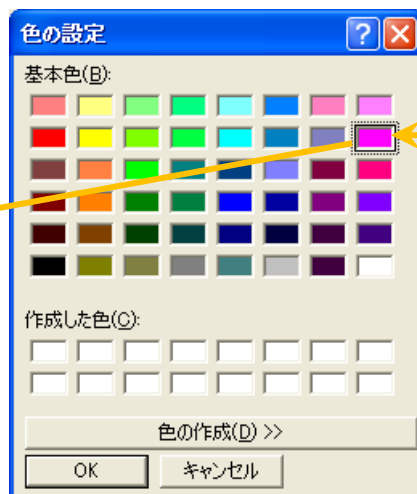 色の設定
基本色(B):
作成した色(C):
色の作成(D) >>
OK
キャンセル